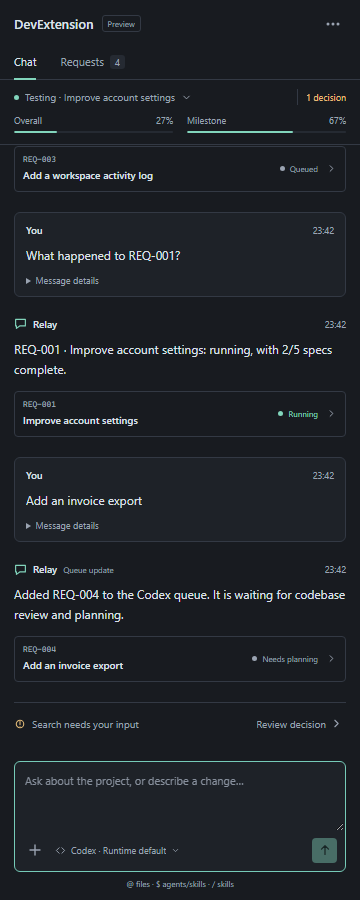 DevExtension Preview
Chat Requests 4
Testing · Improve account settings 1 decision
Overall 27% Milestone 67%
REQ-003
Add a workspace activity log
Queued
You 23:42
What happened to REQ-001?
Message details
Relay 23:42
REQ-001 · Improve account settings: running, with 2/5 specs
complete.
REQ-001
Improve account settings
Running
You 23:42
Add an invoice export
Message details
Relay Queue update 23:42
Added REQ-004 to the Codex queue. It is waiting for codebase
review and planning.
REQ-004
Add an invoice export
Needs planning
Search needs your input Review decision
Ask about the project, or describe a change...
Codex · Runtime default
@ files · $ agents/skills · / skills